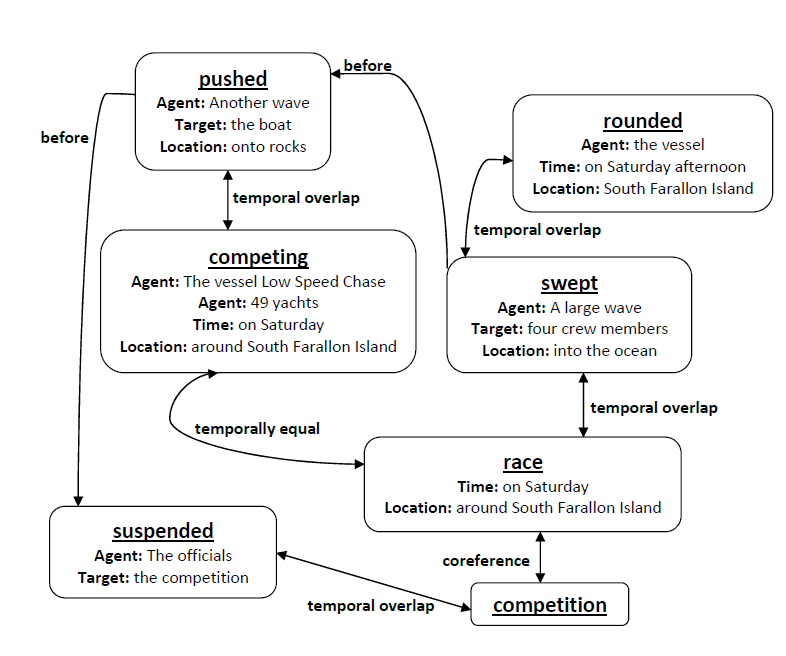 before
pushed
Agent: Another wave
Target: the boat
Location: onto rocks
before
rounded
Agent: the vessel
Time: on Saturday afternoon
Location: South Farallon Island
temporal overlap
temporal overlap
competing
Agent: The vessel Low Speed Chase
Agent: 49 yachts
Time: on Saturday
Location: around South Farallon Island
swept
Agent: A large wave
Target: four crew members
Location: into the ocean
temporal overlap
temporally equal
race
Time: on Saturday
Location: around South Farallon Island
suspended
Agent: The officials
Target: the competition
coreference
temporal overlap
competition